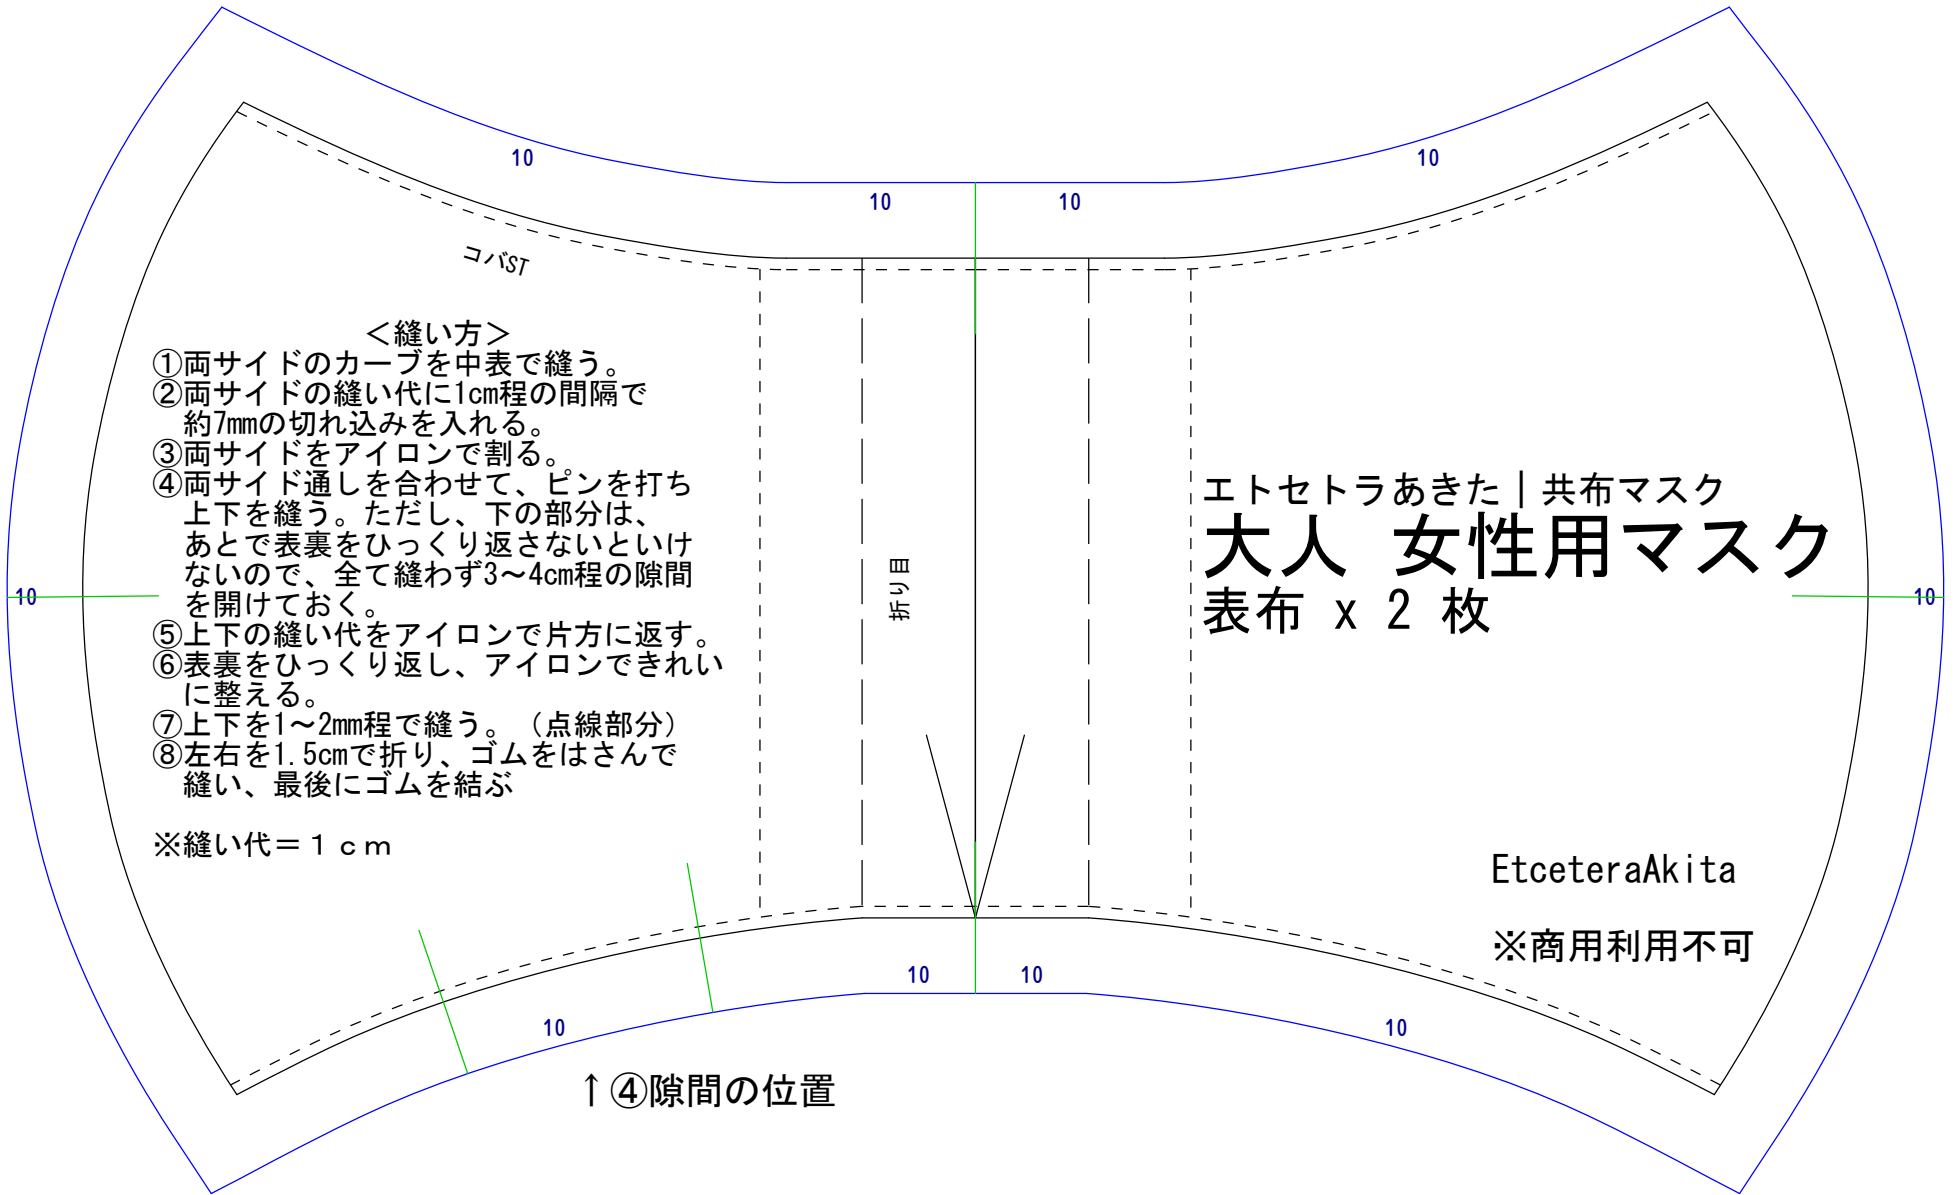 10
10
10
10
コバST
<縫い方>
①両サイドのカーブを中表で縫う。
②両サイドの縫い代に1cm程の間隔で
約7mmの切れ込みを入れる。
③両サイドをアイロンで割る。
④両サイド通しを合わせて、ピンを打ち
上下を縫う。ただし、下の部分は、
あとで表裏をひっくり返さないといけ
ないので、全て縫わず3～4cm程の隙間
を開けておく。
⑤上下の縫い代をアイロンで片方に返す。
⑥表裏をひっくり返し、アイロンできれい
に整える。
⑦上下を1～2mm程で縫う。（点線部分）
⑧左右を1.5cmで折り、ゴムをはさんで
縫い、最後にゴムを結ぶ
※縫い代＝１ｃｍ
10
折り目
エトセトラあきた｜共布マスク
大人 女性用マスク
表布 x 2 枚
10
EtceteraAkita
※商用利用不可
10
10
10
10
↑④隙間の位置